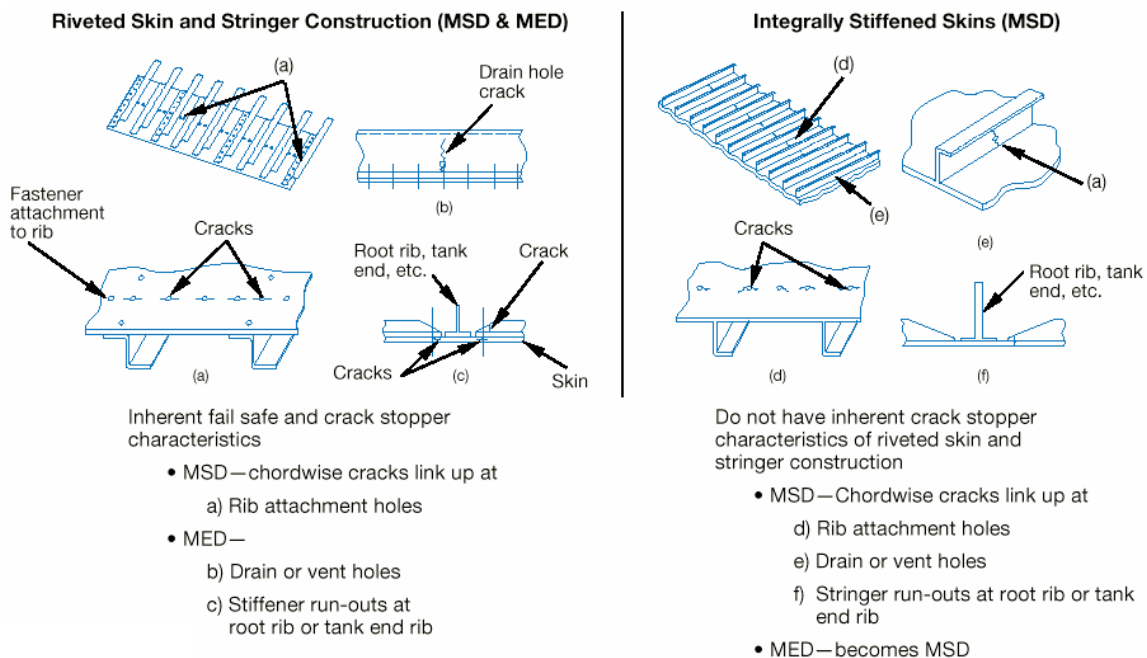 Riveted Skin and Stringer Construction (MSD & MED)
(a)
Drain hole
crack
(b)
Fastener
attachment
to rib
Cracks
(a)
Root rib, tank
end, etc.
Crack
Cracks
(c)
Skin
Inherent fail safe and crack stopper
characteristics
• MSD—chordwise cracks link up at
a) Rib attachment holes
• MED—
b) Drain or vent holes
c) Stiffener run-outs at
root rib or tank end rib
Integrally Stiffened Skins (MSD)
(d)
(e)
(a)
(e)
Cracks
(d)
Root rib, tank
end, etc.
(f)
Do not have inherent crack stopper
characteristics of riveted skin and
stringer construction
• MSD—Chordwise cracks link up at
d) Rib attachment holes
e) Drain or vent holes
f) Stringer run-outs at root rib or tank
end rib
• MED—becomes MSD